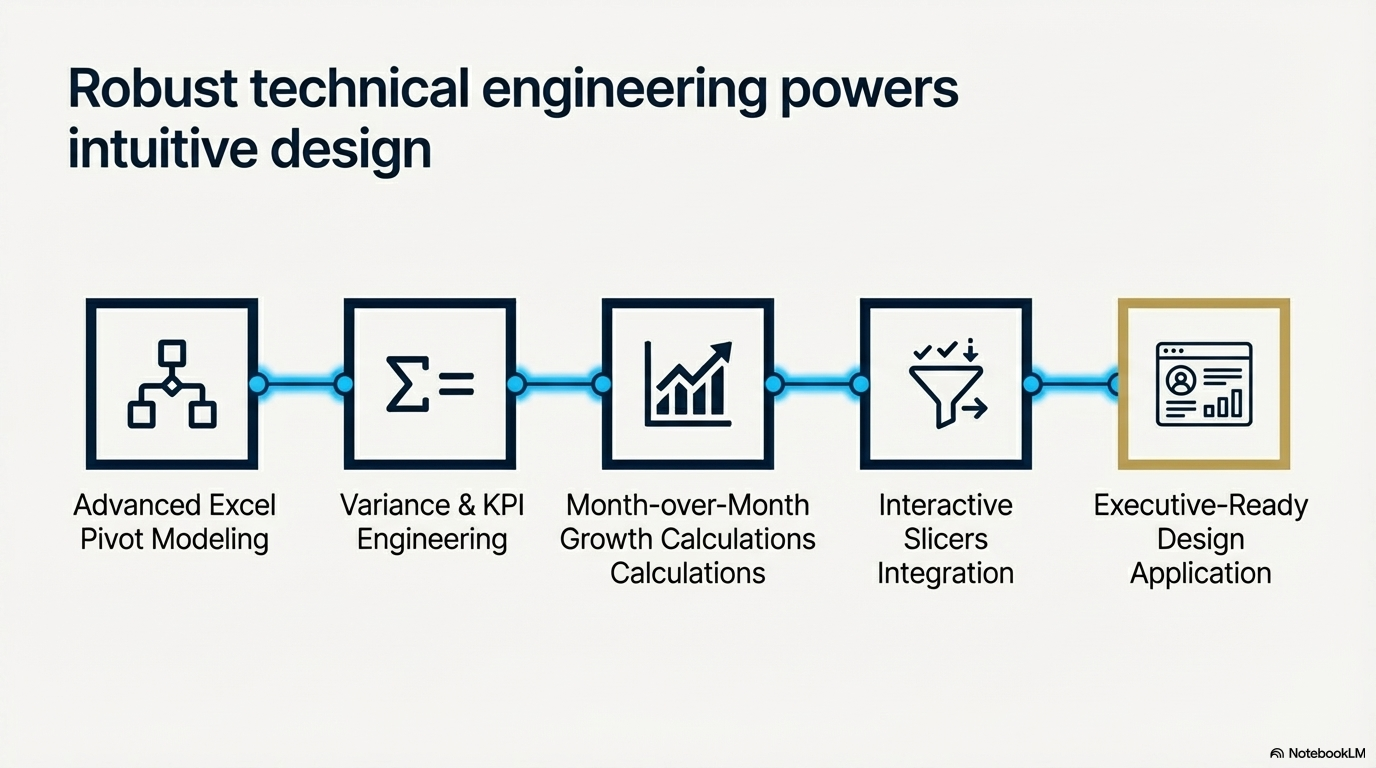 Robust technical engineering powers
intuitive design
Σ=
Advanced Excel
Pivot Modeling
Variance & KPI
Engineering
Month-over-Month
Growth Calculations
Calculations
Interactive
Slicers
Integration
Executive-Ready
Design
Application
NotebookLM